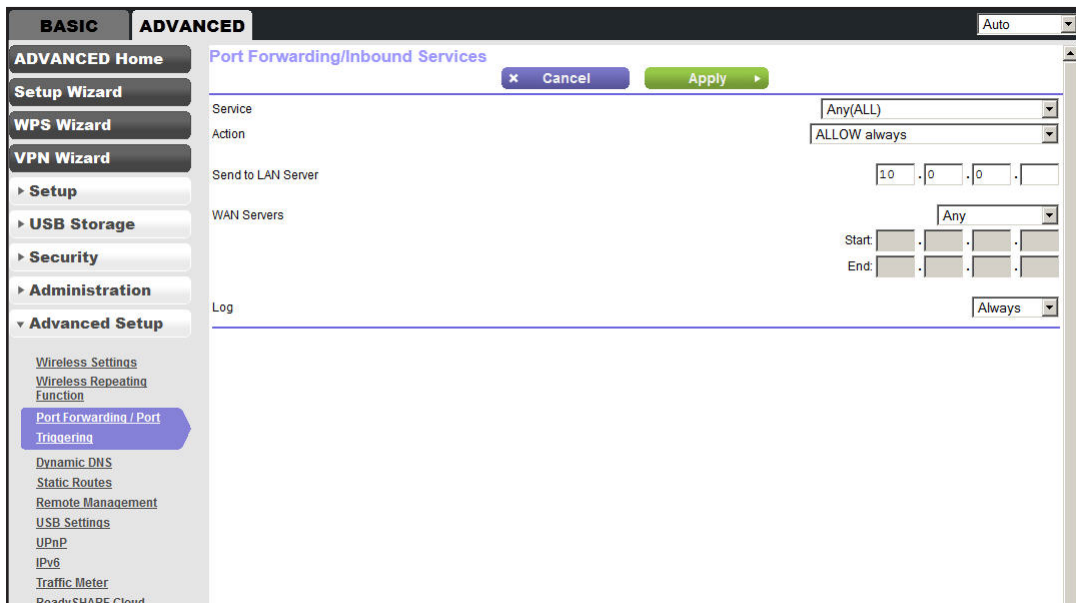 BASIC
ADVANCED
Auto
ADVANCED Home
Setup Wizard
WPS Wizard
VPN Wizard
Setup
USB Storage
Security
Administration
Advanced Setup
Wireless Settings
Wireless Repeating
Function
Port Forwarding / Port
Triggering
Dynamic DNS
Static Routes
Remote Management
USB Settings
UPnP
IPv6
Traffic Meter
ReadySHARE Cloud
Port Forwarding/Inbound Services
Cancel
Apply
Service
Any(ALL)
Action
ALLOW always
Send to LAN Server
10 . 0 . 0 .
WAN Servers
Any
Start: . . .
End: . . .
Log
Always